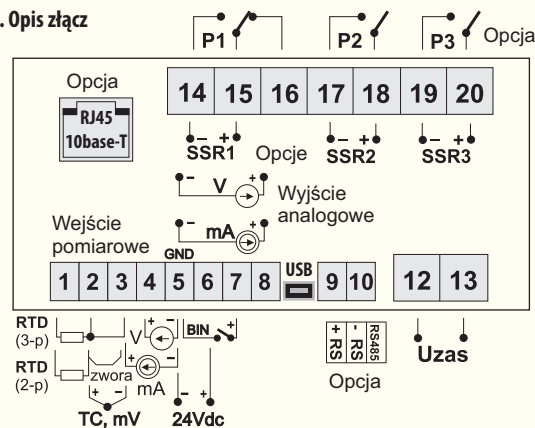 . Opis złącz
P1 P2 P3 Opcja
Opcja
14 15 16 17 18 19 20
RJ45
10base-T
- + - + - +
SSR1 Opcje SSR2 SSR3
- V +
Wyjście
analogowe
- mA +
Wejście
pomiarowe
GND
1 2 3 4 5 6 7 8 USB 9 10 12 13
RTD
(3-p)
+ - V BIN +
RTD
(2-p)
zwora
+ - mA
+ -
TC, mV
- +
24Vdc
+ RS
- RS
RS485
Opcja
Uzas